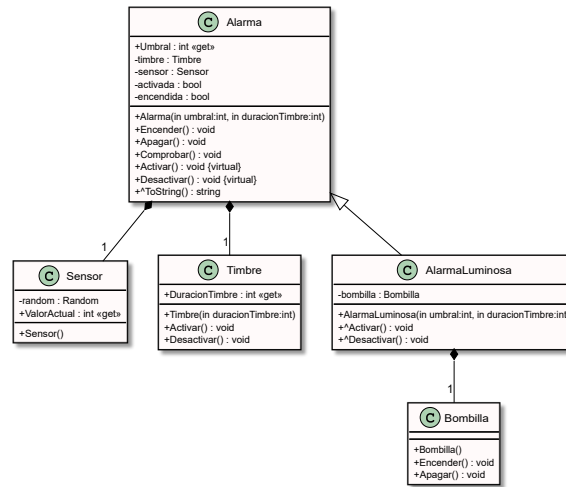 C Alarma
+Umbral : int «get»
-timbre : Timbre
-sensor : Sensor
-activada : bool
-encendida : bool
+Alarma(in umbral:int, in duracionTimbre:int)
+Encender() : void
+Apagar() : void
+Comprobar() : void
+Activar() : void {virtual}
+Desactivar() : void {virtual}
+^ToString() : string
1
1
C Sensor
-random : Random
+ValorActual : int «get»
+Sensor()
C Timbre
+DuracionTimbre : int «get»
+Timbre(in duracionTimbre:int)
+Activar() : void
+Desactivar() : void
C AlarmaLuminosa
-bombilla : Bombilla
+AlarmaLuminosa(in umbral:int, in duracionTimbre:int
+^Activar() : void
+^Desactivar() : void
1
C Bombilla
+Bombilla()
+Encender() : void
+Apagar() : void